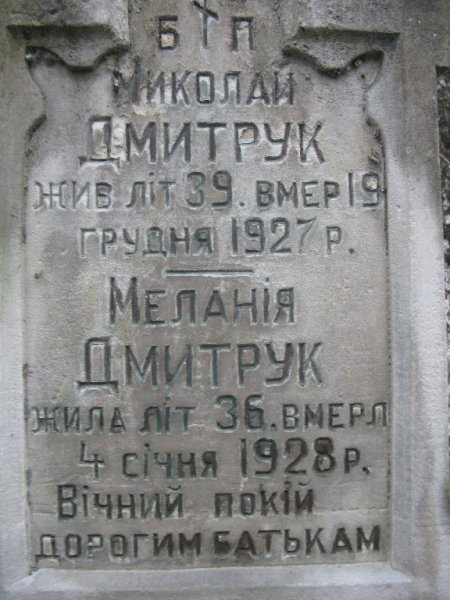 Б † П
Миколай
Дмитрук
жив літ 39. вмер 19
грудня 1927 р.
Меланія
Дмитрук
жила літ 36. вмерл
4 січня 1928 р.
Вічний покій
дорогим батькам